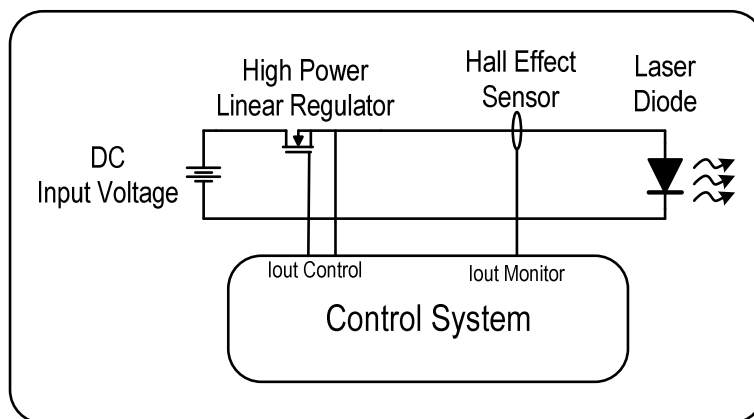 High Power
Linear Regulator
Hall Effect
Sensor
Laser
Diode
DC
Input Voltage
Iout Control
Iout Monitor
Control System